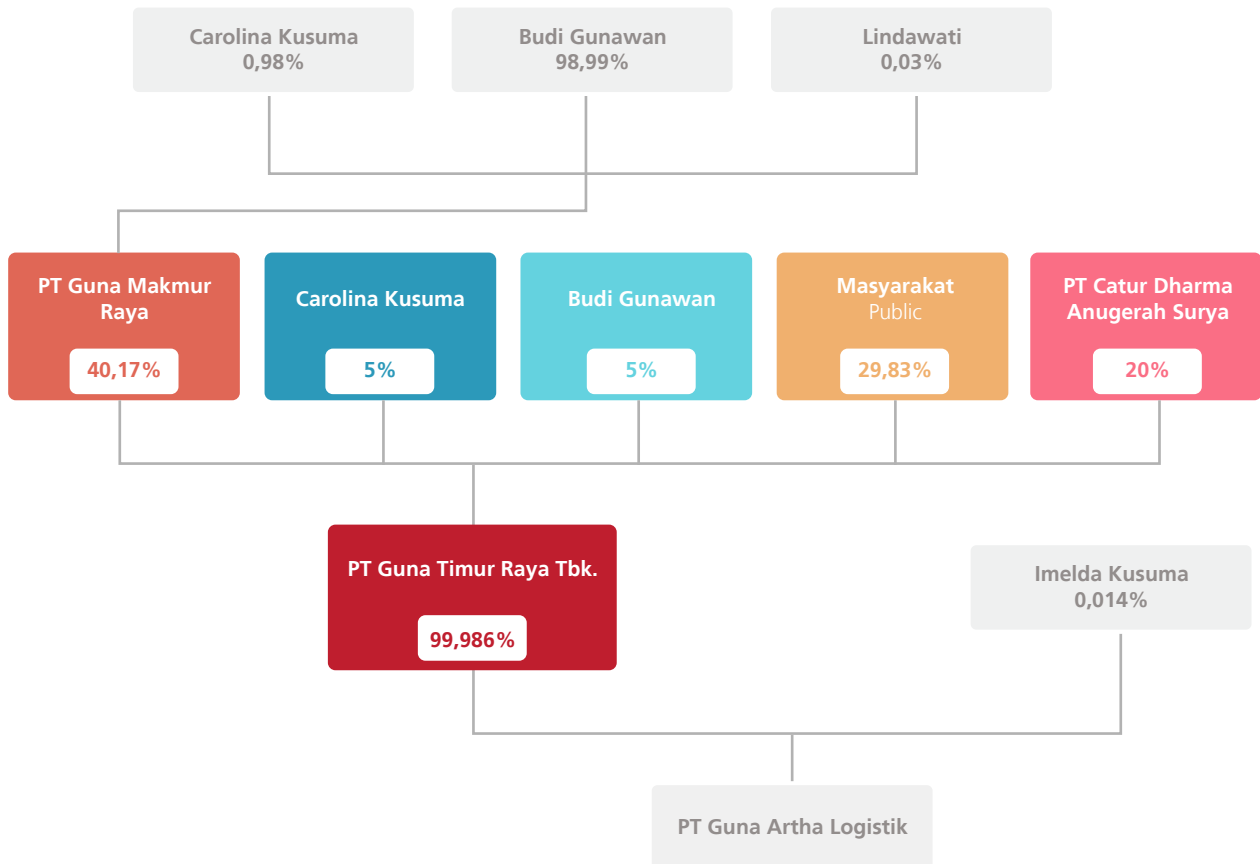 Carolina Kusuma
0,98%
Budi Gunawan
98,99%
Lindawati
0,03%
PT Guna Makmur
Raya
40,17%
Carolina Kusuma
5%
Budi Gunawan
5%
Masyarakat
Public
29,83%
PT Catur Dharma
Anugerah Surya
20%
PT Guna Timur Raya Tbk.
99,986%
Imelda Kusuma
0,014%
PT Guna Artha Logistik